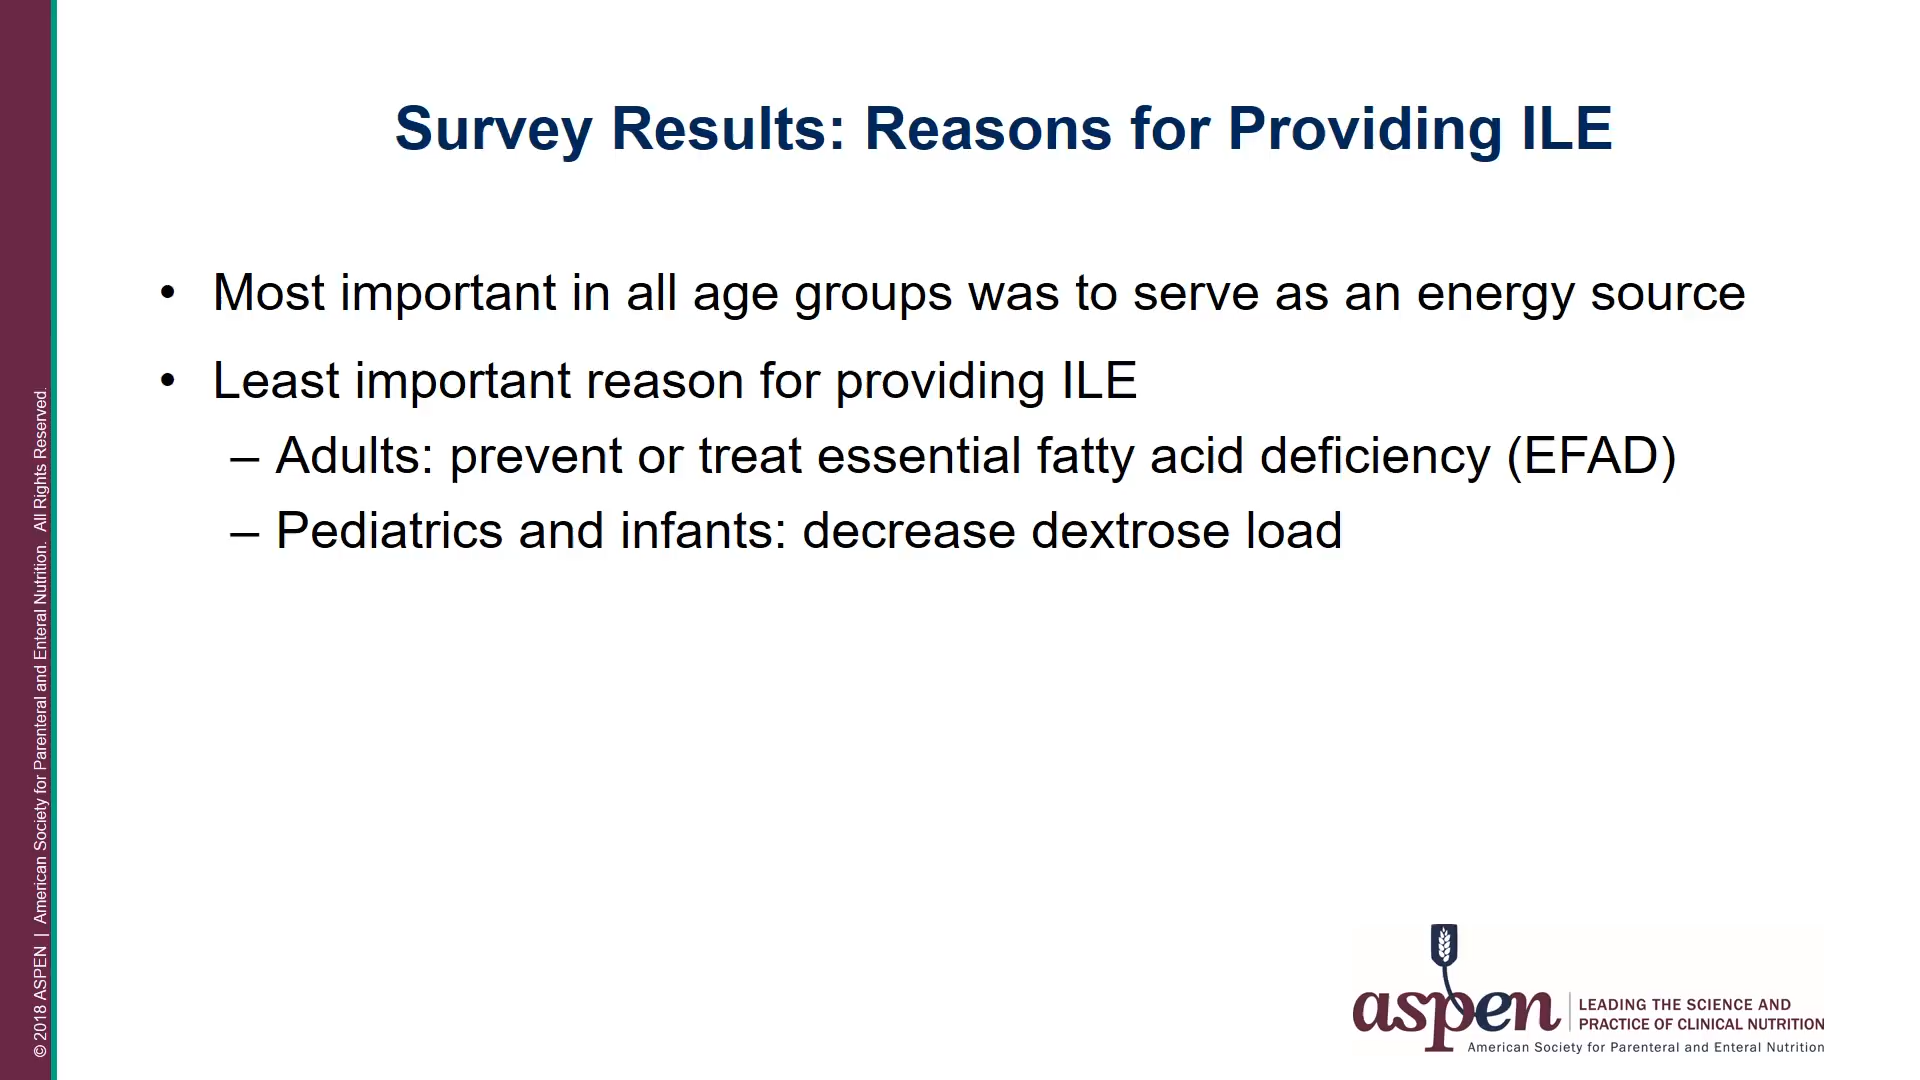 Survey Results: Reasons for Providing ILE
• Most important in all age groups was to serve as an energy source
• Least important reason for providing ILE
– Adults: prevent or treat essential fatty acid deficiency (EFAD)
– Pediatrics and infants: decrease dextrose load
© 2018 ASPEN | American Society for Parenteral and Enteral Nutrition. All Rights Reserved.
aspen
LEADING THE SCIENCE AND
PRACTICE OF CLINICAL NUTRITION
American Society for Parenteral and Enteral Nutrition